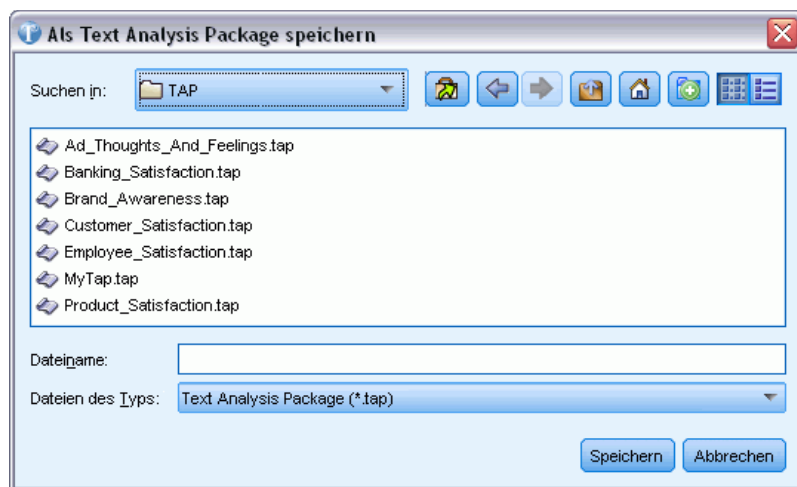 Als Text Analysis Package speichern
Suchen in: TAP
Ad_Thoughts_And_Feelings.tap
Banking_Satisfaction.tap
Brand_Awareness.tap
Customer_Satisfaction.tap
Employee_Satisfaction.tap
MyTap.tap
Product_Satisfaction.tap
Dateiname:
Dateien des Typs: Text Analysis Package (*.tap)
Speichern Abbrechen